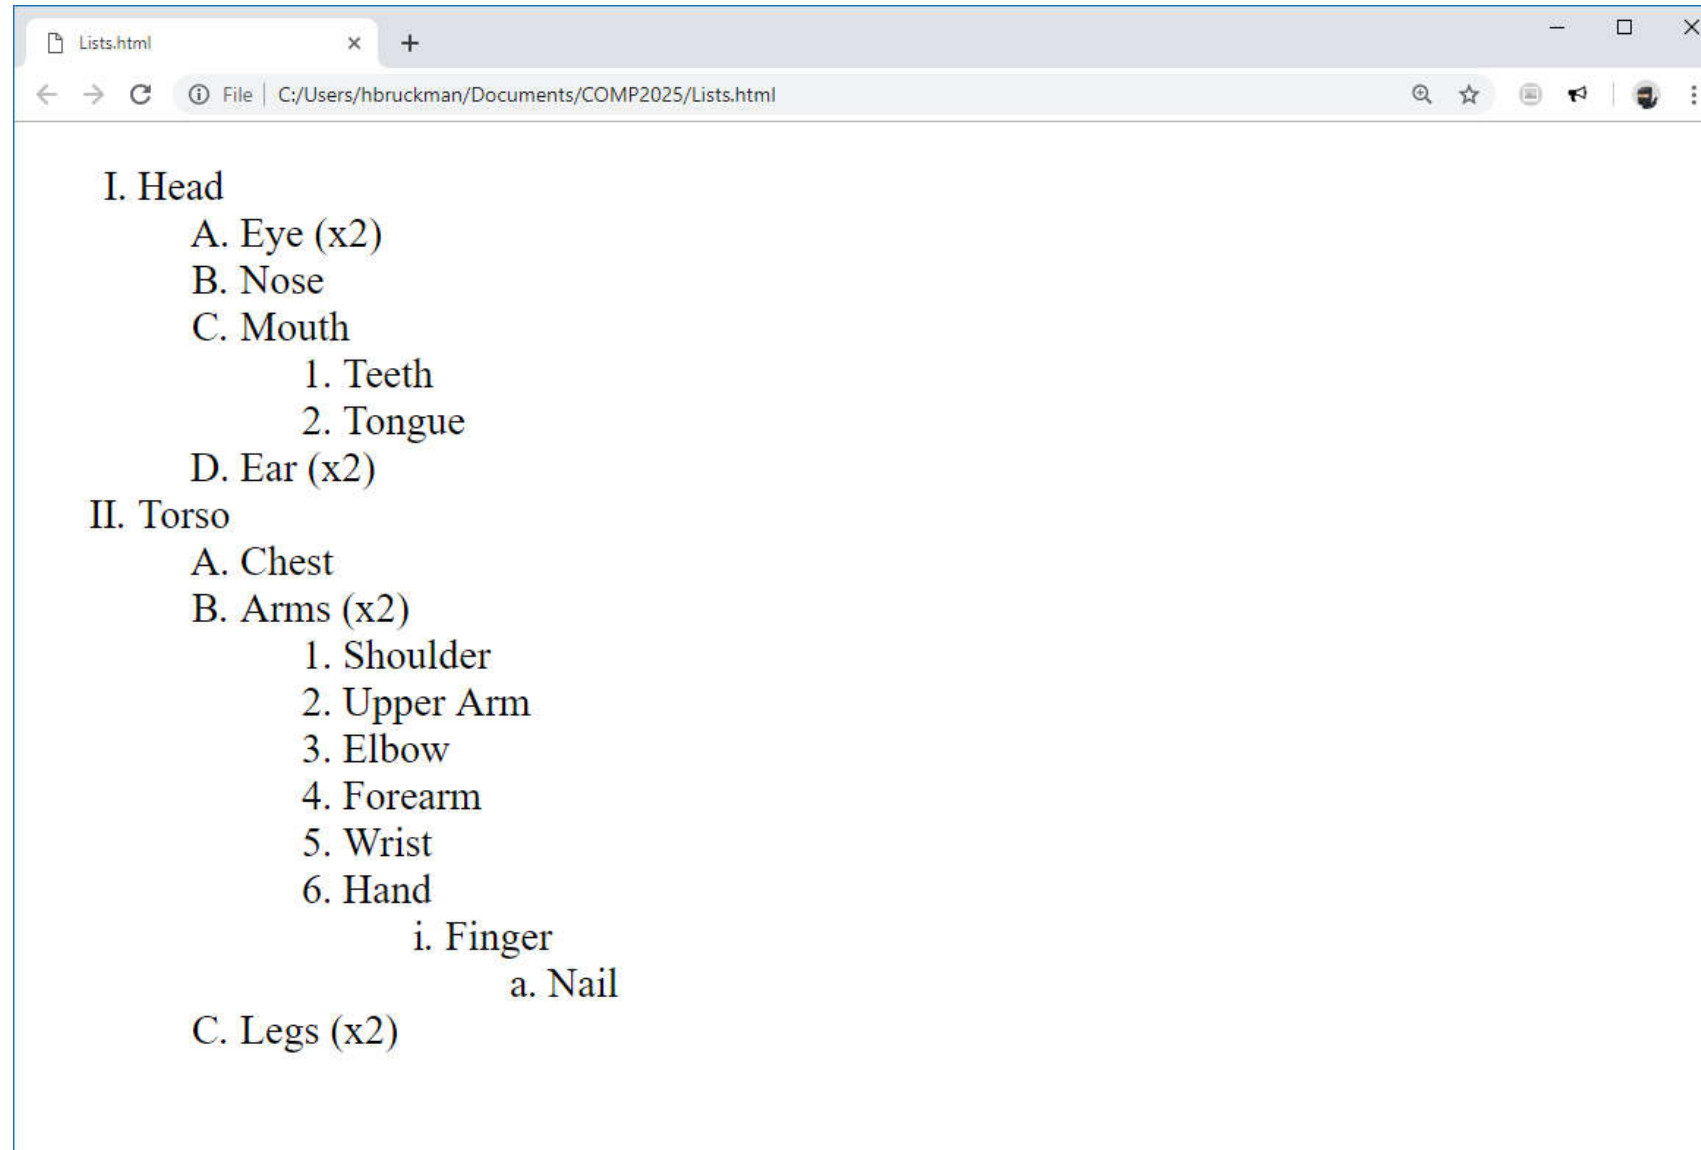 Lists.html
File C:/Users/hbruckman/Documents/COMP2025/Lists.html
I. Head
A. Eye (x2)
B. Nose
C. Mouth
1. Teeth
2. Tongue
D. Ear (x2)
II. Torso
A. Chest
B. Arms (x2)
1. Shoulder
2. Upper Arm
3. Elbow
4. Forearm
5. Wrist
6. Hand
i. Finger
a. Nail
C. Legs (x2)